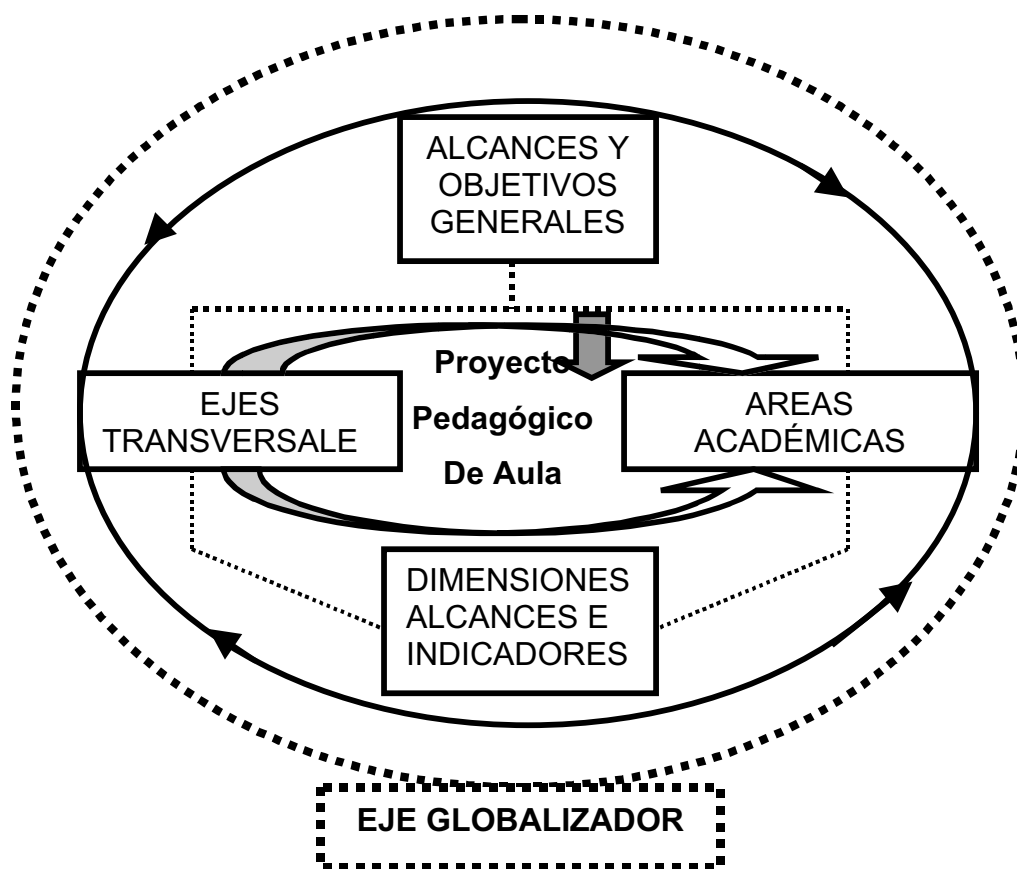 ALCANCES Y
OBJETIVOS
GENERALES
EJES
TRANSVERSALE
Proyecto
Pedagógico
De Aula
AREAS
ACADÉMICAS
DIMENSIONES
ALCANCES E
INDICADORES
EJE GLOBALIZADOR